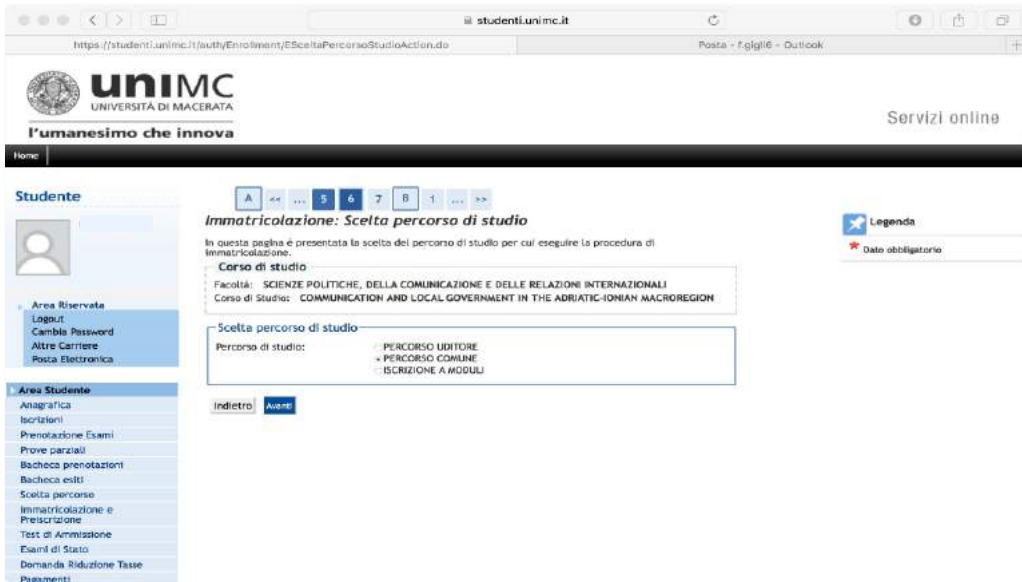 studenti.unimc.it
https://studenti.unimc.it/auth/Enrollment/ESceltaPercorsoStudioAction.do
Posta - f.gigli6 - Outlook
unIMC
UNIVERSITÀ DI MACERATA
l'umanesimo che innova
Servizi online
Home
Studente
A << ... 5 6 7 B 1 ... >>
Immatricolazione: Scelta percorso di studio
In questa pagina è presentata la scelta del percorso di studio per cui eseguire la procedura di
immatricolazione.
Legenda
* Dato obbligatorio
Corso di studio
Facoltà: SCIENZE POLITICHE, DELLA COMUNICAZIONE E DELLE RELAZIONI INTERNAZIONALI
Corso di Studio: COMMUNICATION AND LOCAL GOVERNMENT IN THE ADRIATIC-IONIAN MACROREGION
Scelta percorso di studio
Percorso di studio:
PERCORSO UDITORE
PERCORSO COMUNE
ISCRIZIONE A MODULI
Indietro Avanti
Area Riservata
Logout
Cambia Password
Altre Carriere
Posta Elettronica
Area Studente
Anagrafica
Iscrizioni
Prenotazione Esami
Prove parziali
Bacheca prenotazioni
Bacheca esiti
Scelta percorso
Immatricolazione e
Preiscrizione
Test di Ammissione
Esami di Stato
Domanda Riduzione Tasse
Pagamenti